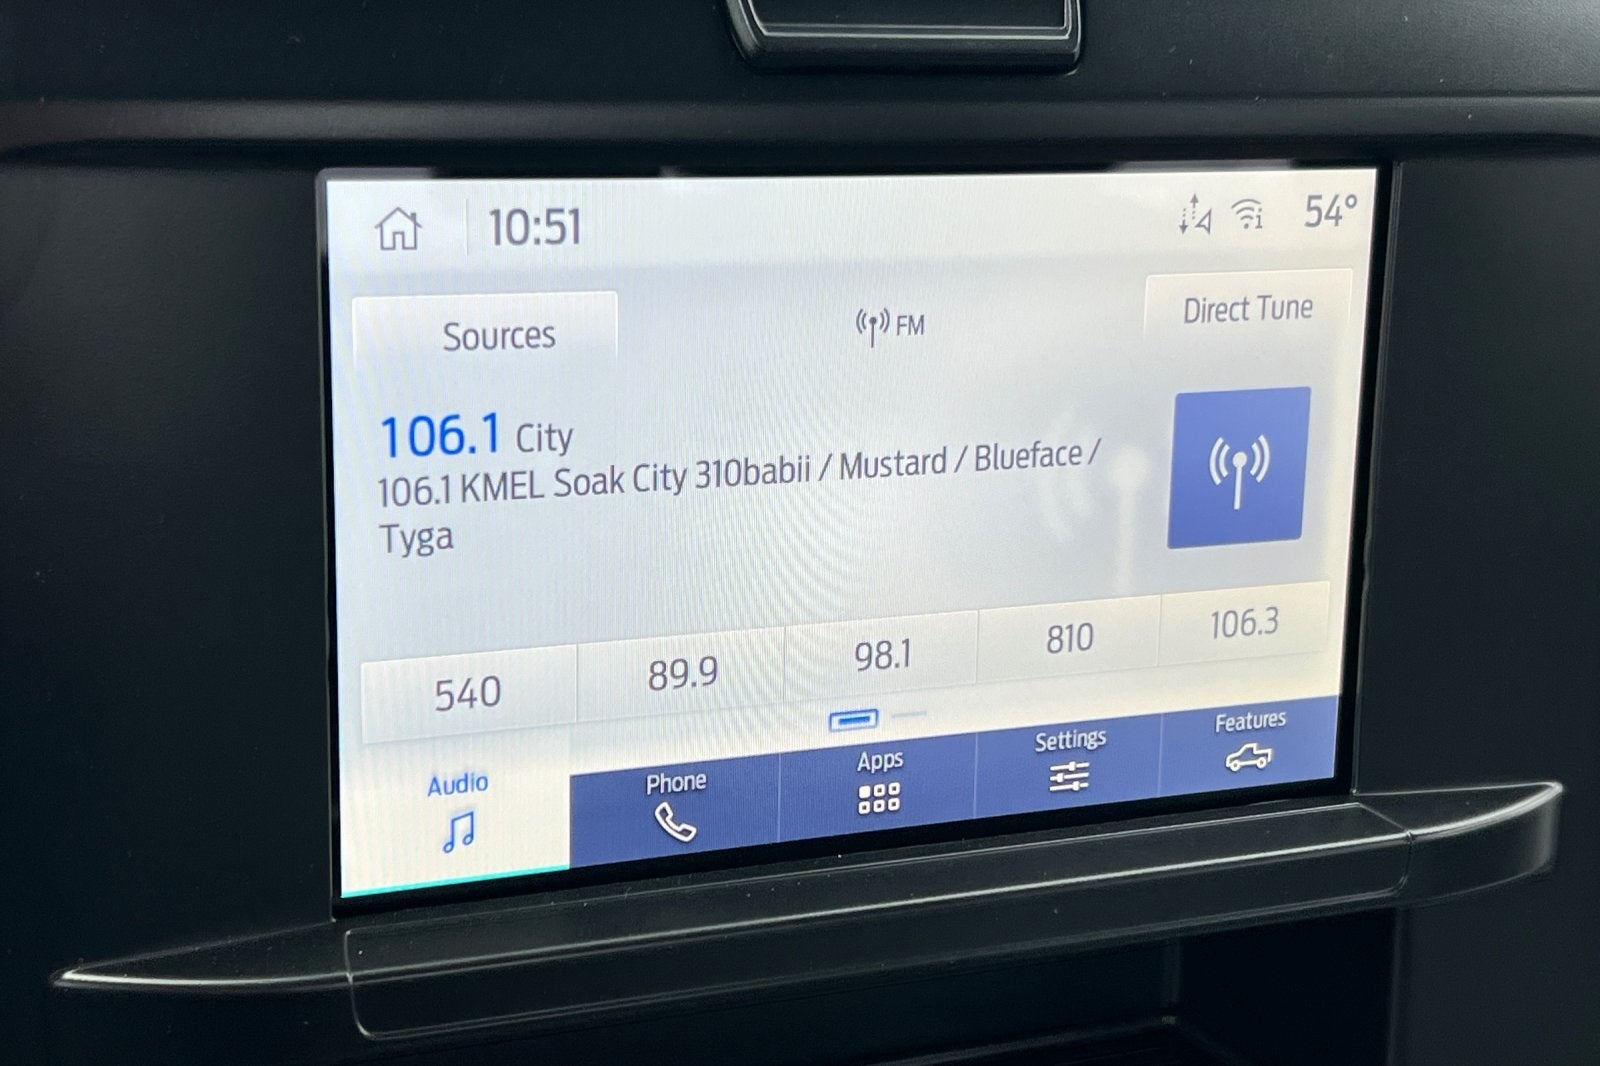 10:51
54°
Sources
FM
Direct Tune
106.1 City
106.1 KMEL Soak City 310babii / Mustard / Blueface /
Tyga
540 89.9 98.1 810 106.3
Audio Phone Apps Settings Features